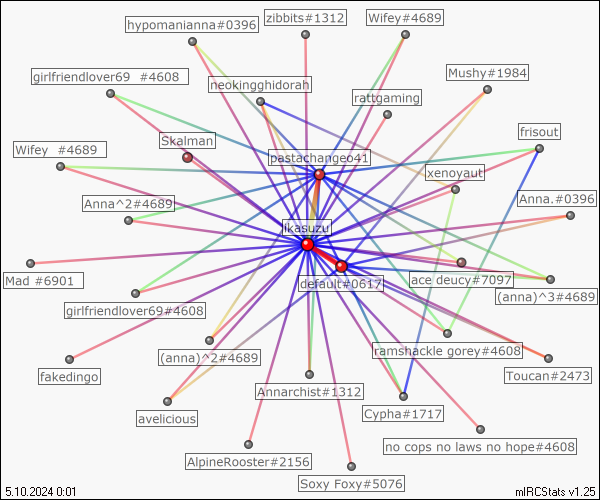 zibbits#1312
Wifey#4689
hypomanianna#0396
Mushy#1984
girlfriendlover69 #4608
neokingghidorah
rattgaming
frisout
Skalman
Wifey #4689
pastachangeo41
xenoyaut
Anna.#0396
Anna^2#4689
jikasuzu
Mad #6901
default#0617
ace deucy#7097
(anna)^3#4689
girlfriendlover69#4608
(anna)^2#4689
ramshackle gorey#4608
fakedingo
Toucan#2473
Annarchist#1312
avelicious
Cypha#1717
no cops no laws no hope#4608
AlpineRooster#2156
Soxy Foxy#5076
5.10.2024 0:01
mIRCStats v1.25